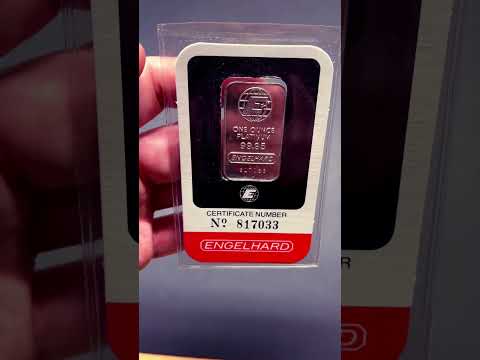 ONE OUNCE
PLATINUM
99.95
ENGELHARD
CERTIFICATE NUMBER
Nº 817033
ENGELHARD